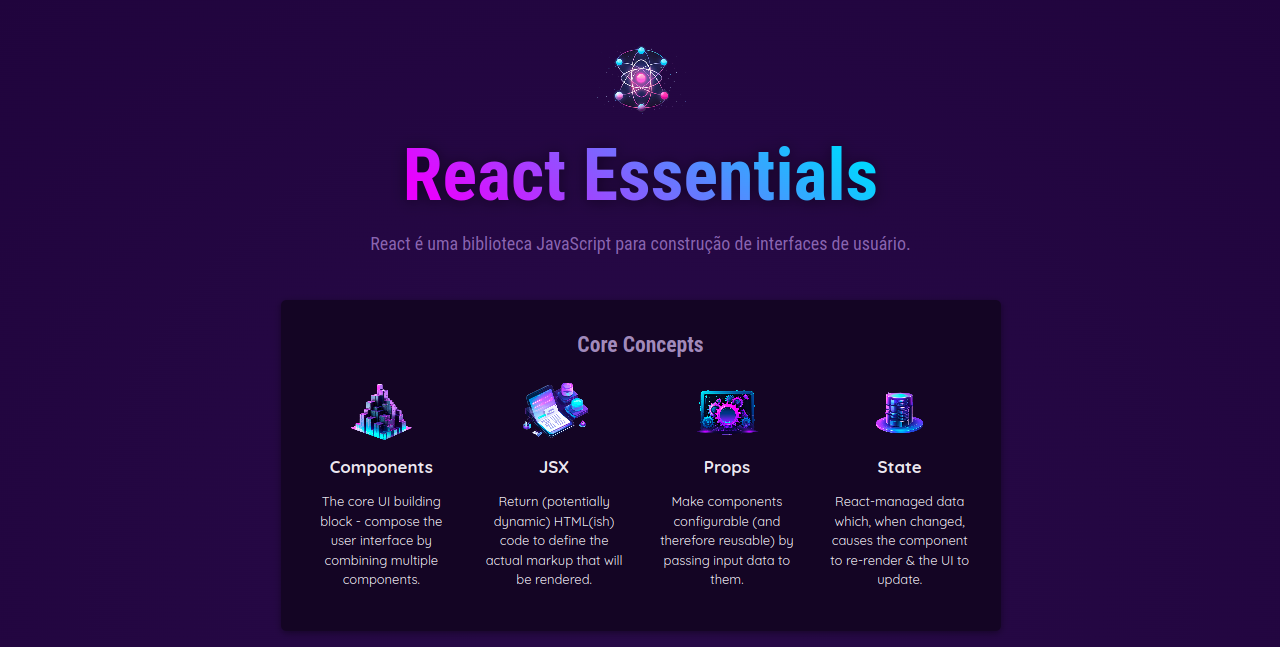 React Essentials
React é uma biblioteca JavaScript para construção de interfaces de usuário.
Core Concepts
Components
The core UI building
block - compose the
user interface by
combining multiple
components.
JSX
Return (potentially
dynamic) HTML(ish)
code to define the
actual markup that will
be rendered.
Props
Make components
configurable (and
therefore reusable) by
passing input data to
them.
State
React-managed data
which, when changed,
causes the component
to re-render & the UI to
update.